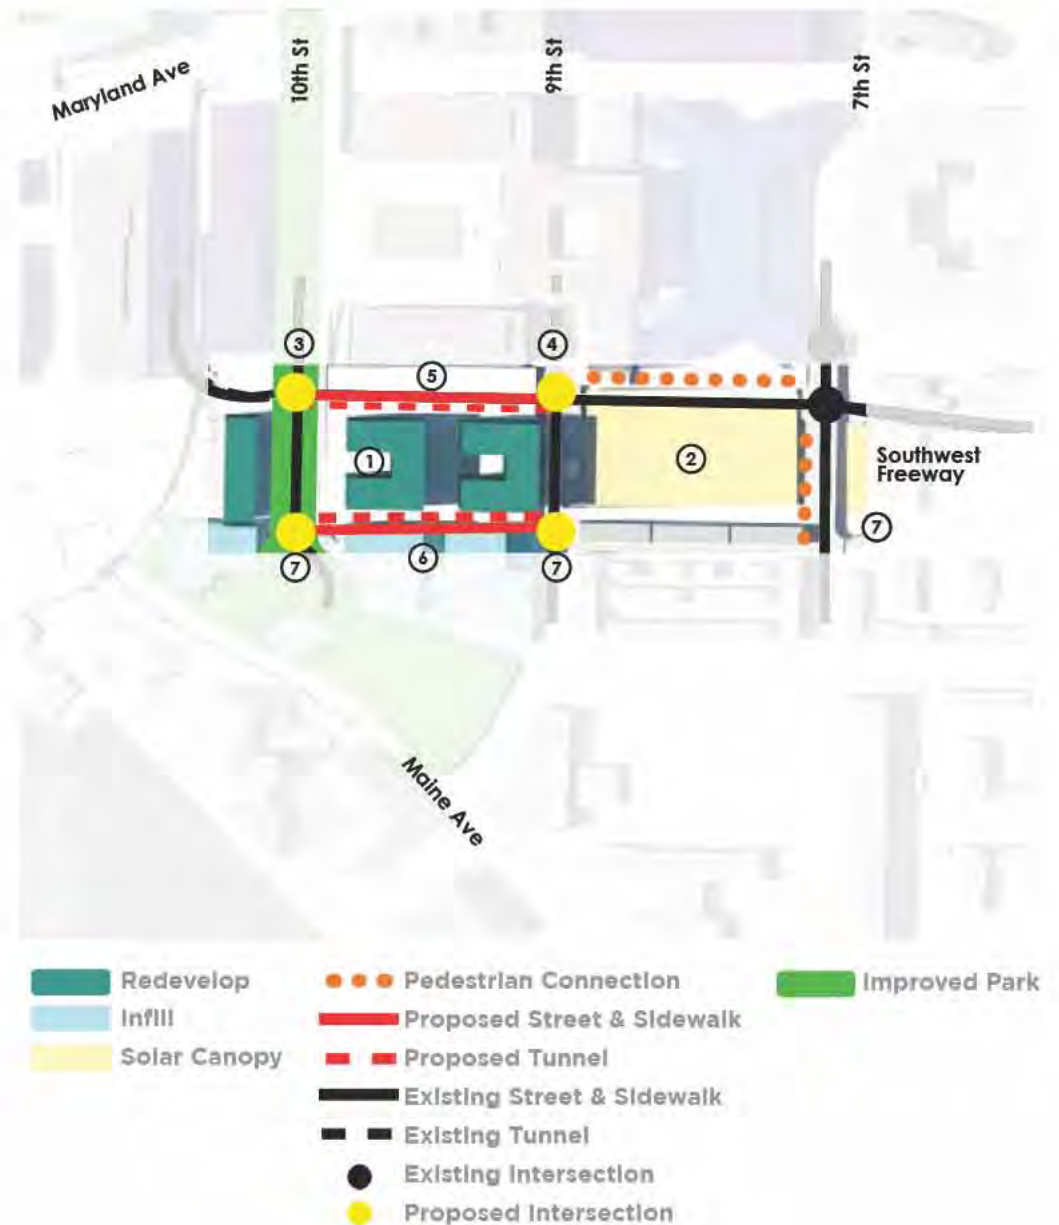 Maryland Ave
10th St
9th St
7th St
3
4
5
1
2
Southwest
Freeway
7
6
7
7
Maine Ave
Redevelop
Infill
Solar Canopy
Pedestrian Connection
Proposed Street & Sidewalk
Proposed Tunnel
Existing Street & Sidewalk
Existing Tunnel
Existing Intersection
Proposed Intersection
Improved Park